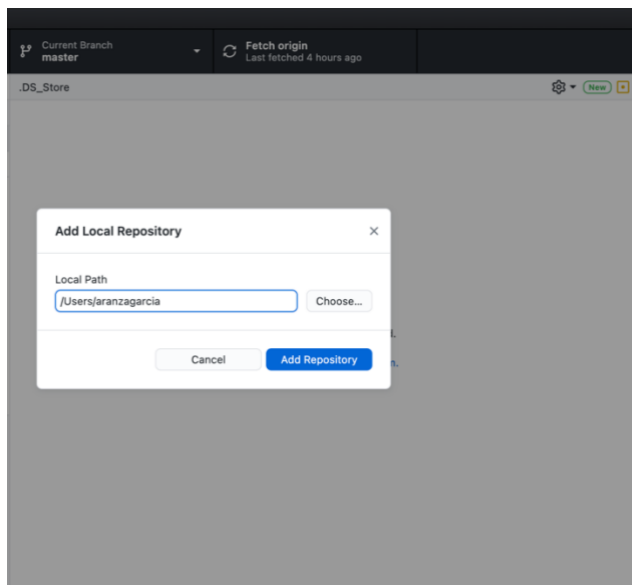 Current Branch
master
Fetch origin
Last fetched 4 hours ago
.DS_Store
New
Add Local Repository
Local Path
/Users/aranzagarcia
Choose...
Cancel
Add Repository